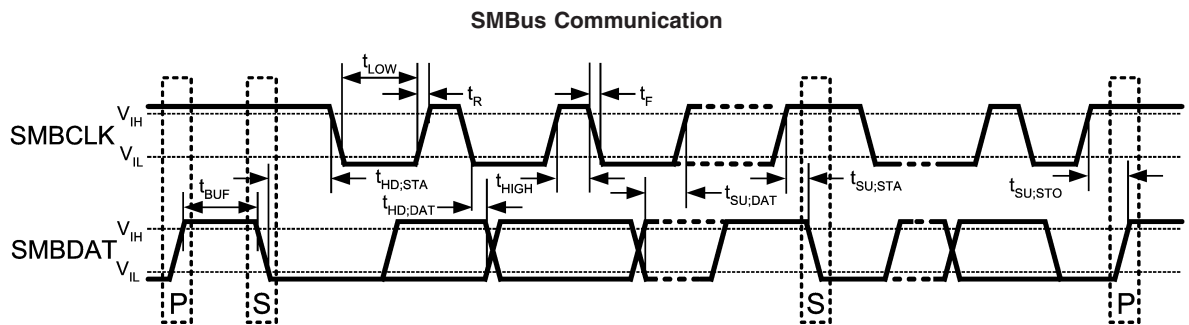 SMBus Communication
tLOW
tR
tF
VIH
SMBCLK
VIL
tHD;STA
tHIGH
tSU;DAT
tSU;STA
tSU;STO
tBUF
tHD;DAT
VIH
SMBDAT
VIL
P
S
S
P